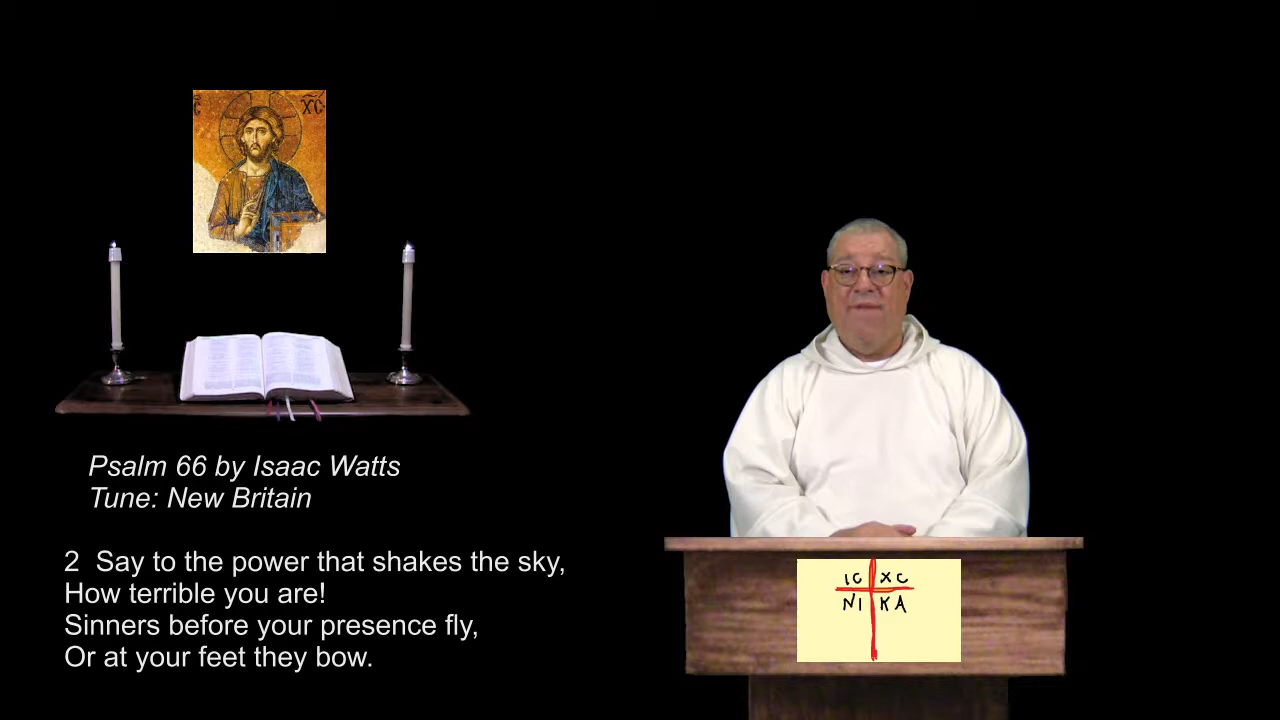 C XC
Psalm 66 by Isaac Watts
Tune: New Britain
2 Say to the power that shakes the sky,
How terrible you are!
Sinners before your presence fly,
Or at your feet they bow.
IC XC
NI KA